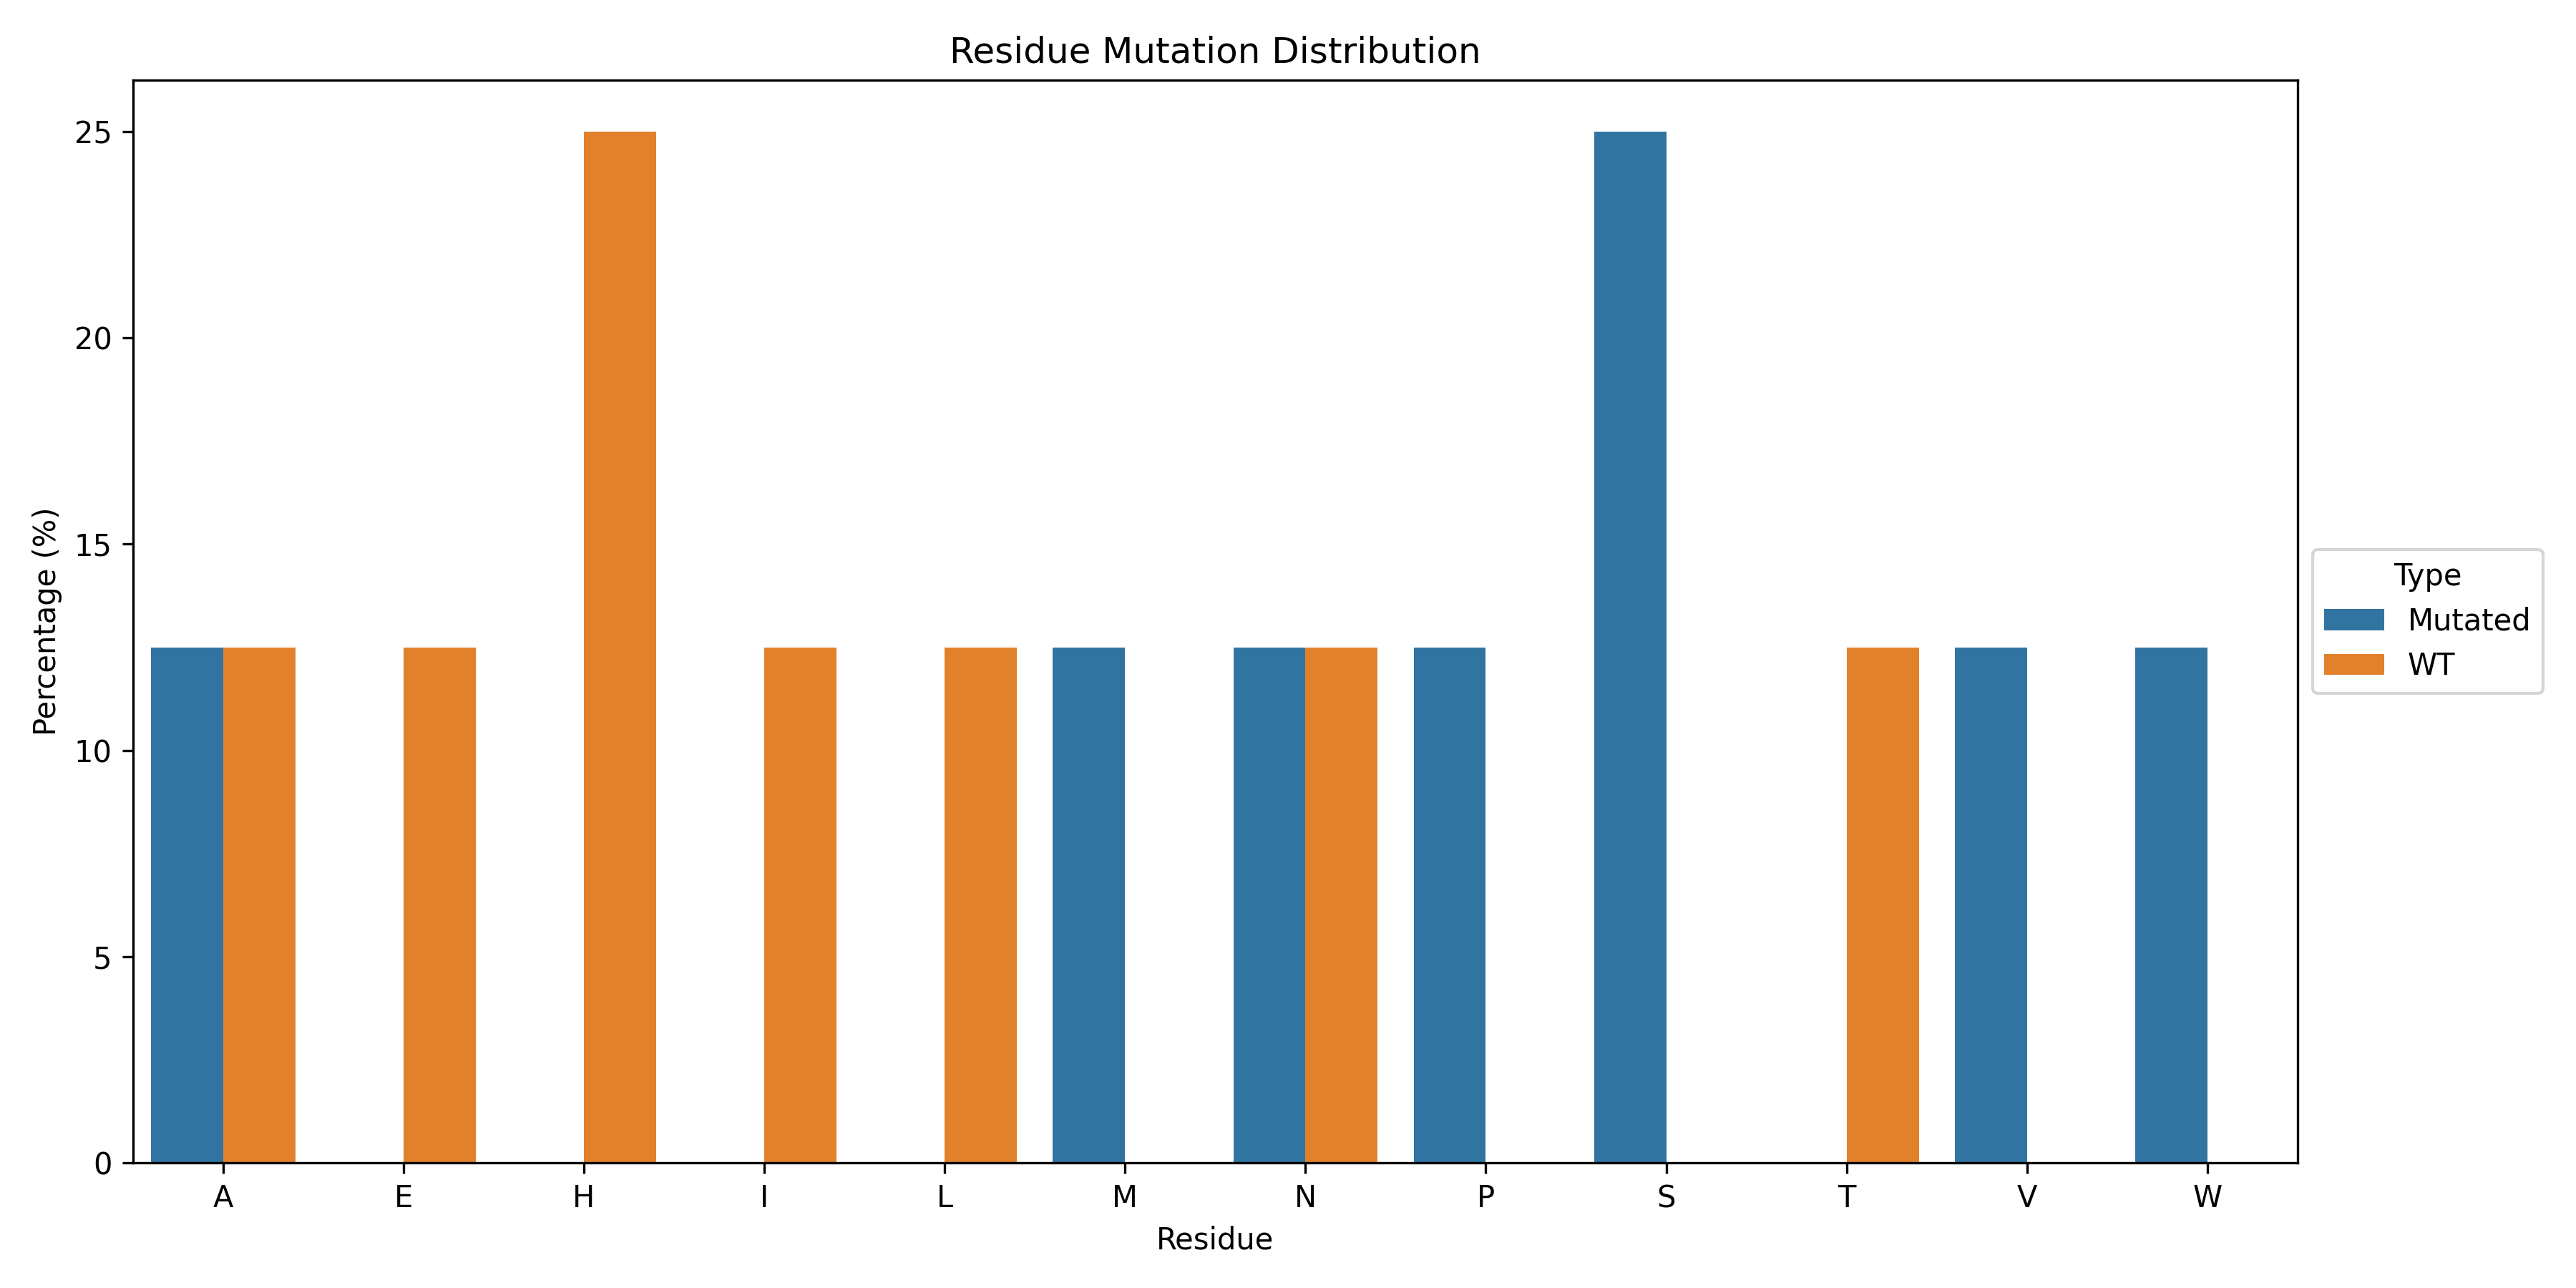 Residue Mutation Distribution
Percentage (%)
25
20
15
10
5
0
A E H I L M N P S T V W
Residue
Type
Mutated
WT